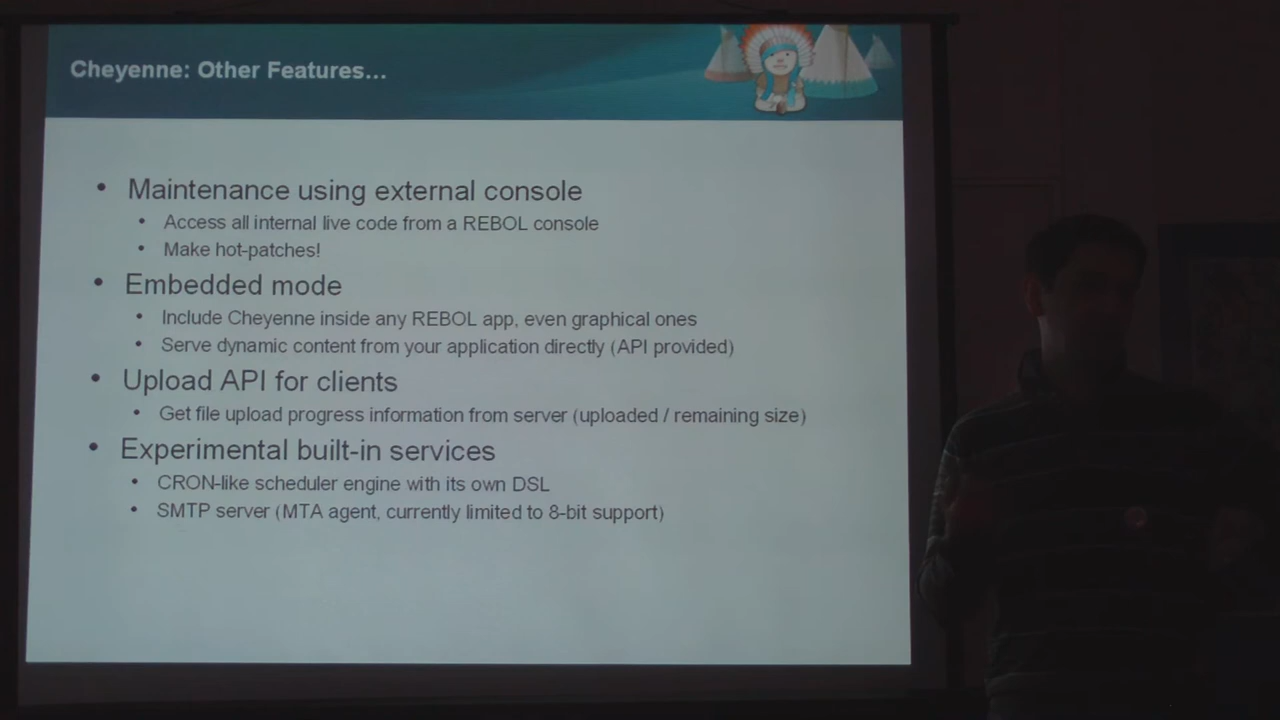 Cheyenne: Other Features...
• Maintenance using external console
• Access all internal live code from a REBOL console
• Make hot-patches!
• Embedded mode
• Include Cheyenne inside any REBOL app, even graphical ones
• Serve dynamic content from your application directly (API provided)
• Upload API for clients
• Get file upload progress information from server (uploaded / remaining size)
• Experimental built-in services
• CRON-like scheduler engine with its own DSL
• SMTP server (MTA agent, currently limited to 8-bit support)